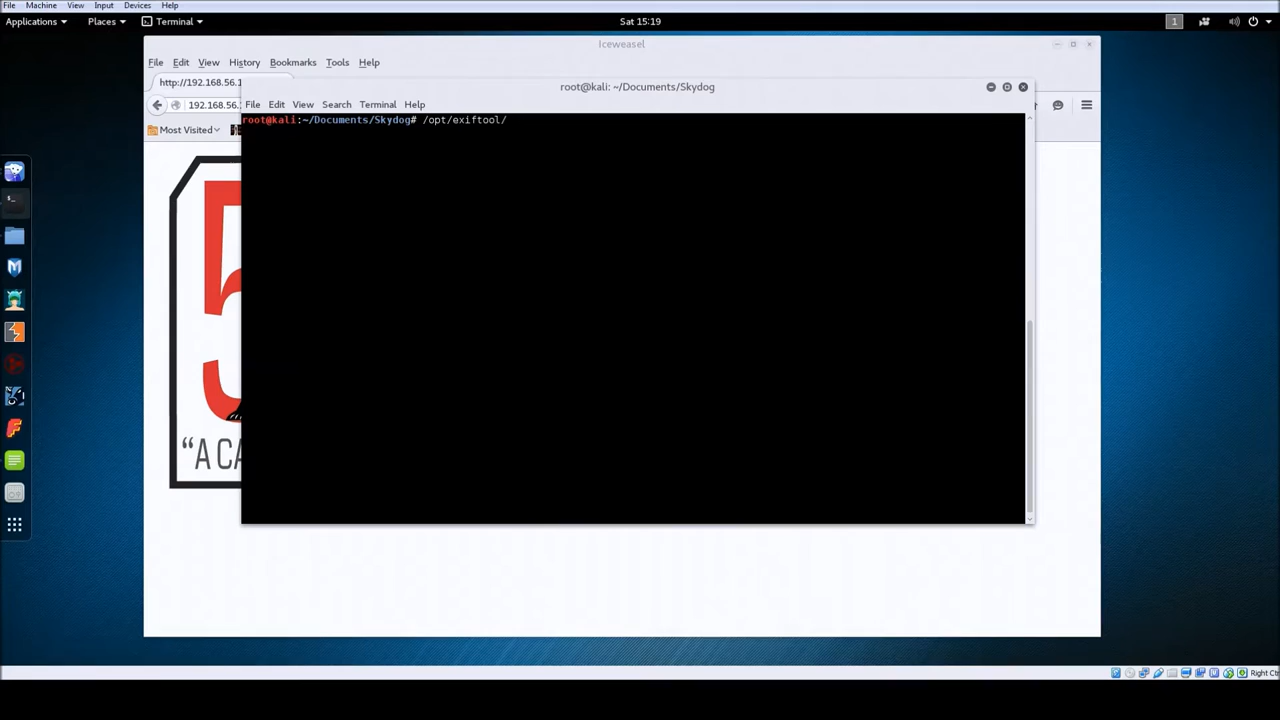 File Machine View Input Devices Help
Applications Places Terminal Sat 15:19 1
Iceweasel
File Edit View History Bookmarks Tools Help
http://192.168.56.1
root@kali: ~/Documents/Skydog
192.168.56.
File Edit View Search Terminal Help
root@kali:~/Documents/Skydog# /opt/exiftool/
Most Visited
5
“A CA
Right Ct